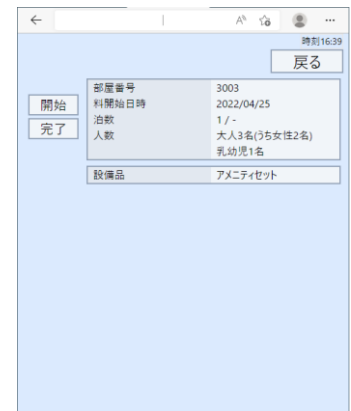 時刻16:39
戻る
開始
完了
部屋番号 3003
料開始日時 2022/04/25
泊数 1 / -
人数 大人3名(うち女性2名)
乳幼児1名
設備品 アメニティセット